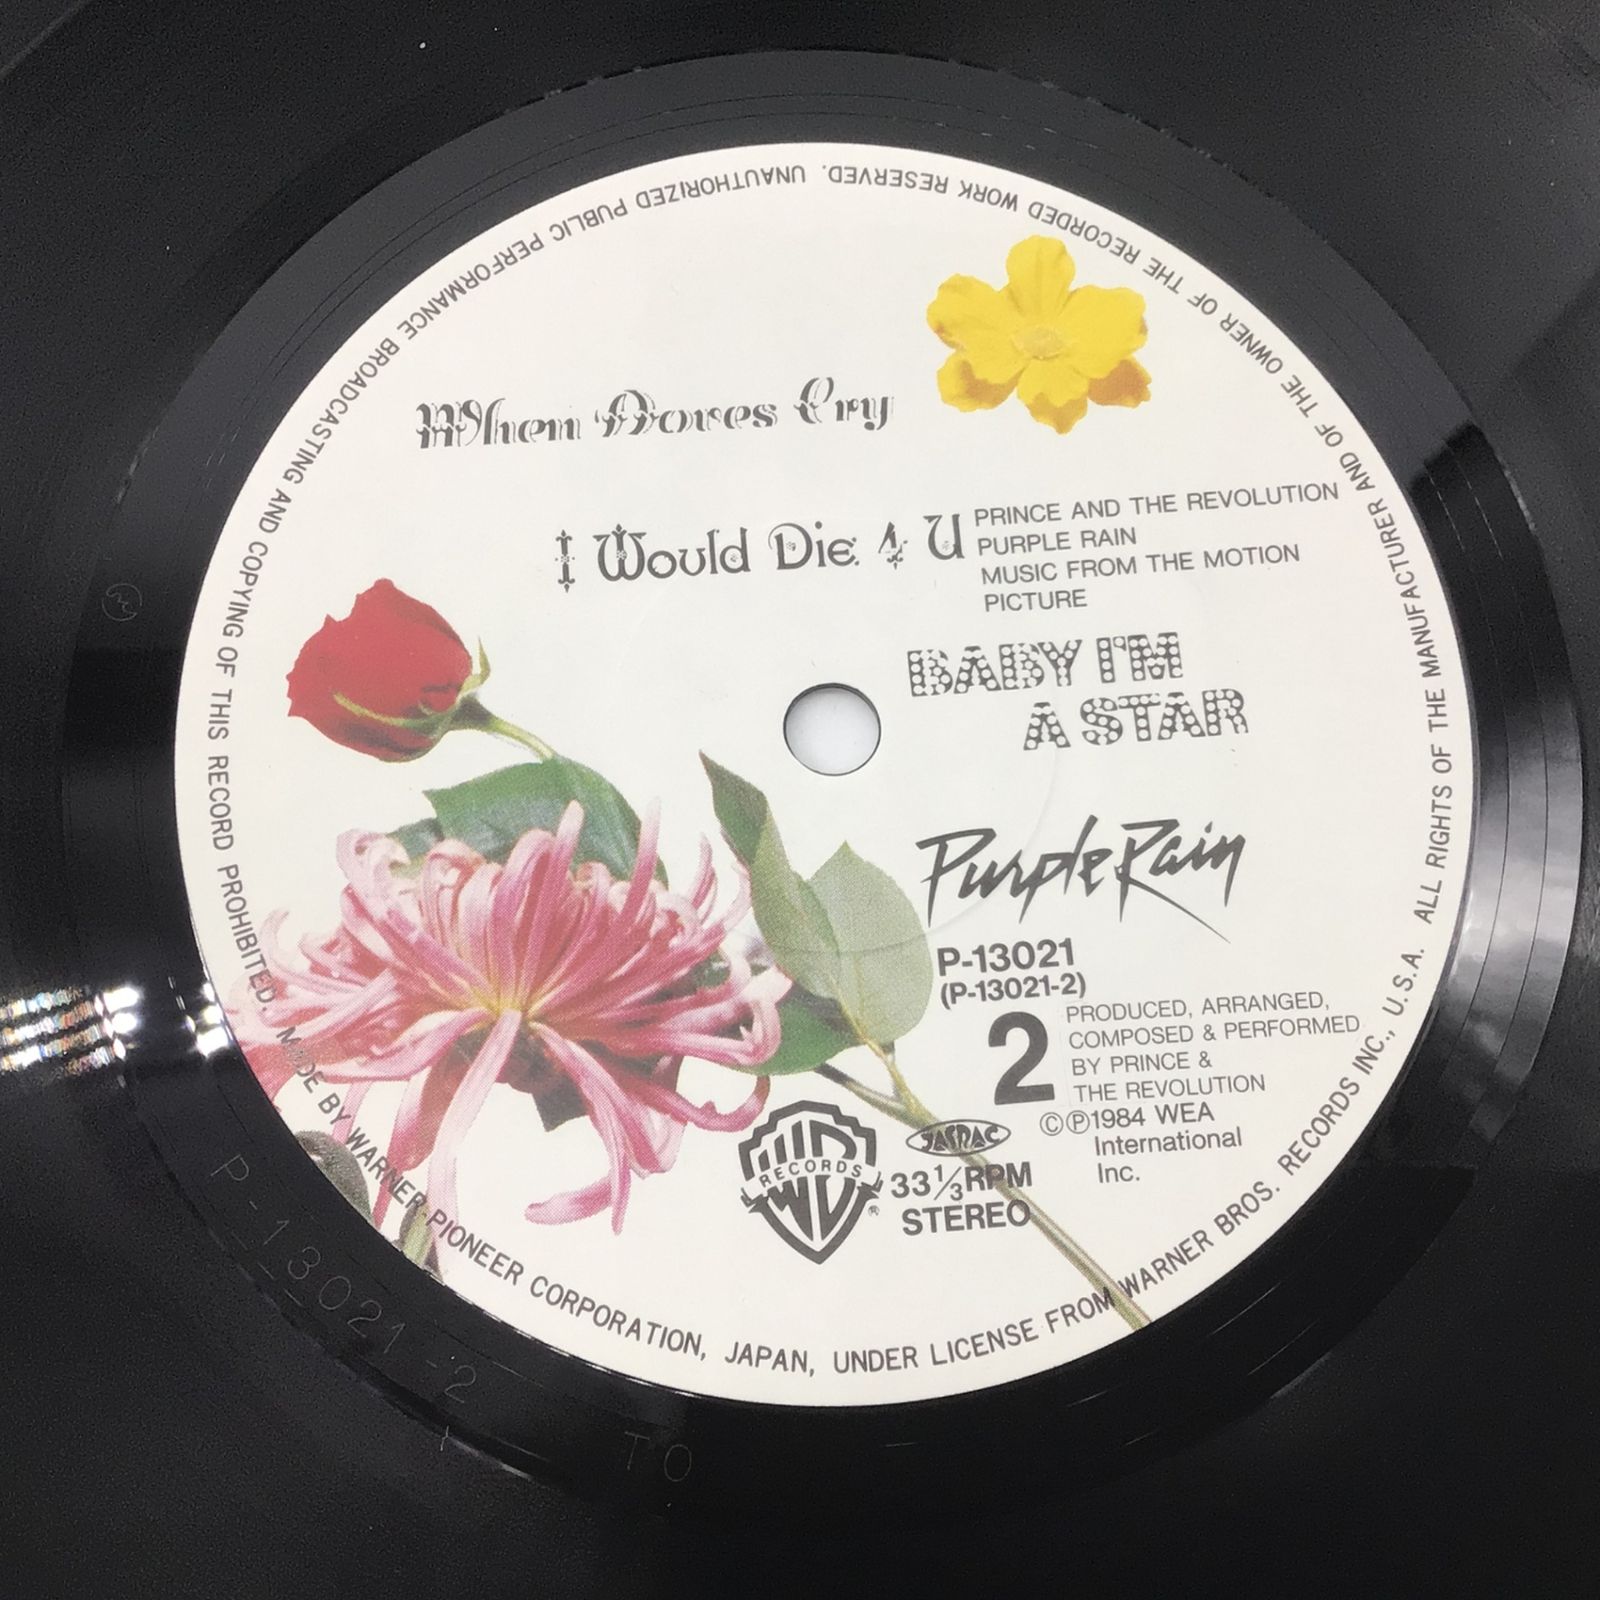 When Doves Cry
I Would Die 4 U
PRINCE AND THE REVOLUTION
PURPLE RAIN
MUSIC FROM THE MOTION
PICTURE
BABY I'M
A STAR
Purple Rain
P-13021
(P-13021-2)
2
PRODUCED, ARRANGED,
COMPOSED & PERFORMED
BY PRINCE &
THE REVOLUTION
©℗1984 WEA
International
Inc.
JASRAC
33⅓RPM
STEREO
WB
RECORDS
®
ALL RIGHTS OF THE MANUFACTURER AND OF THE OWNER OF THE RECORDED WORK RESERVED. UNAUTHORIZED PUBLIC PERFORMANCE BROADCASTING AND COPYING OF THIS RECORD PROHIBITED. MADE BY WARNER-PIONEER CORPORATION, JAPAN, UNDER LICENSE FROM WARNER BROS. RECORDS INC., U.S.A.
P-13021-2
TO